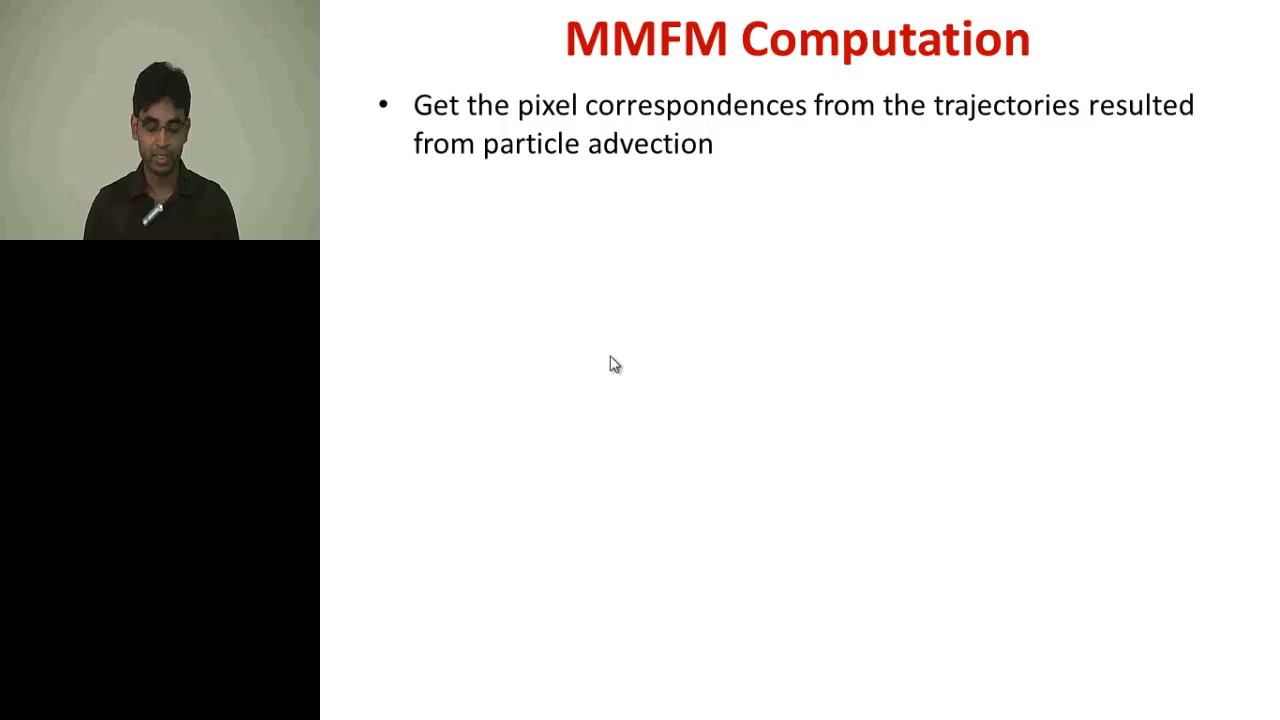 MMFM Computation
• Get the pixel correspondences from the trajectories resulted
from particle advection